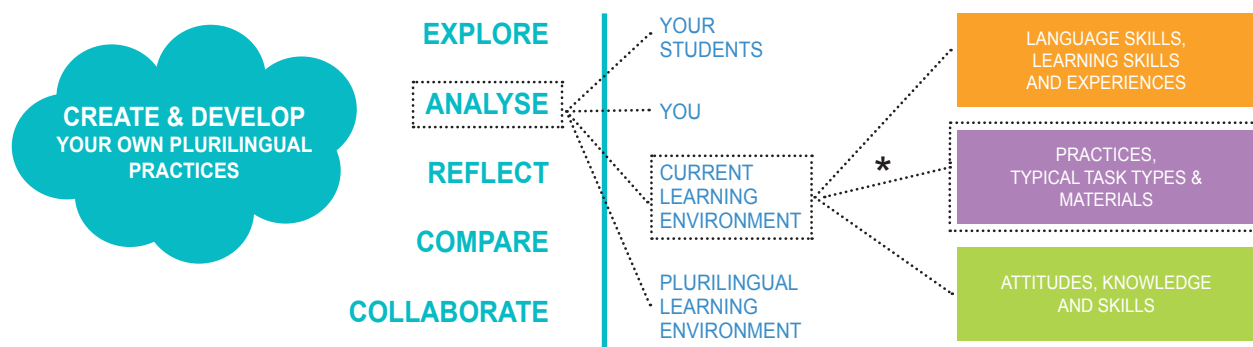 CREATE & DEVELOP
YOUR OWN PLURILINGUAL
PRACTICES
EXPLORE
ANALYSE
REFLECT
COMPARE
COLLABORATE
YOUR
STUDENTS
YOU
CURRENT
LEARNING
ENVIRONMENT
PLURILINGUAL
LEARNING
ENVIRONMENT
*
LANGUAGE SKILLS,
LEARNING SKILLS
AND EXPERIENCES
PRACTICES,
TYPICAL TASK TYPES &
MATERIALS
ATTITUDES, KNOWLEDGE
AND SKILLS